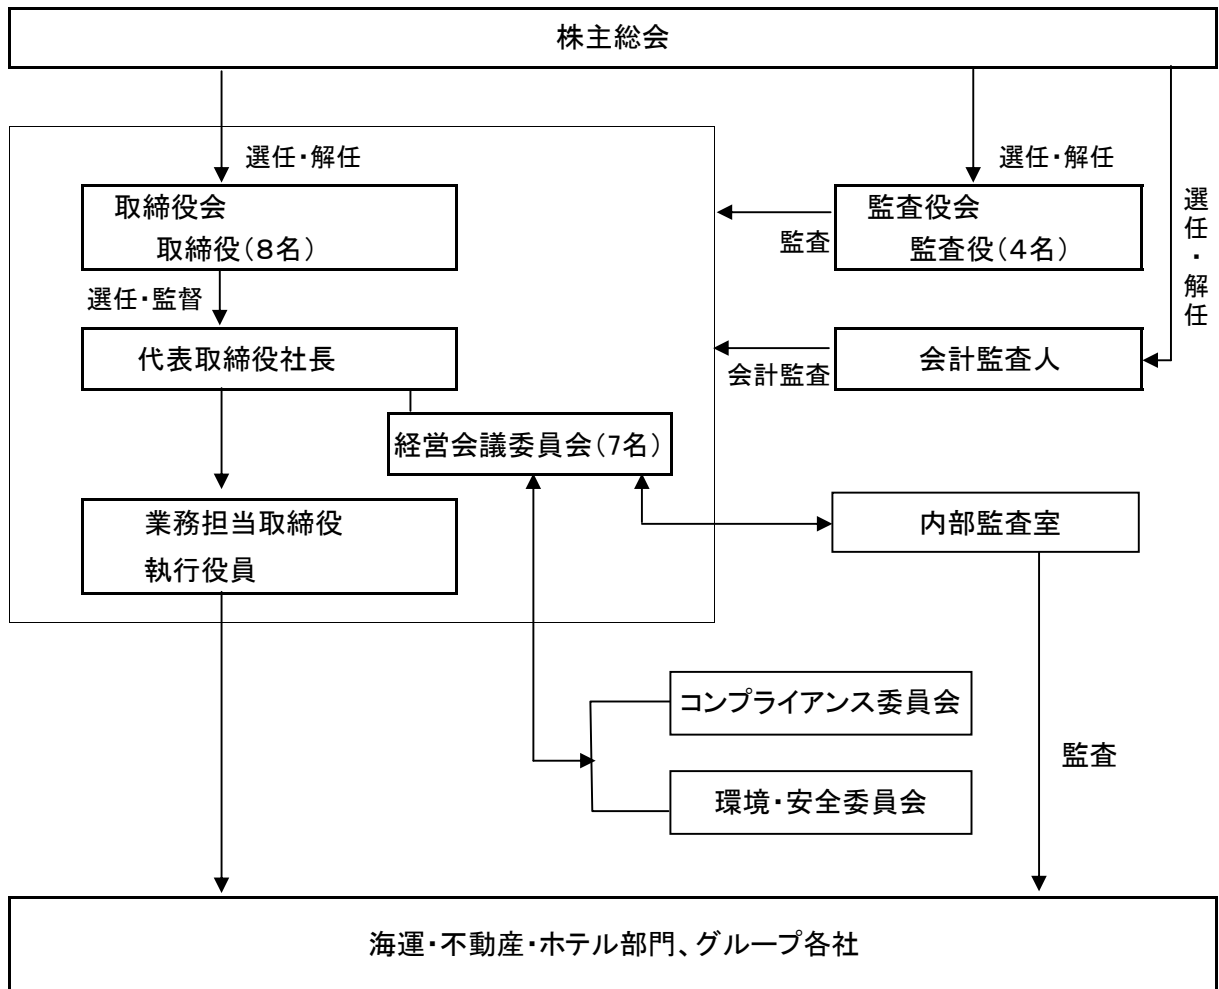 株主総会
選任・解任
選任・解任
選任・解任
取締役会
取締役(8名)
監査役会
監査役(4名)
監査
選任・監督
代表取締役社長
会計監査人
会計監査
経営会議委員会(7名)
業務担当取締役
執行役員
内部監査室
コンプライアンス委員会
監査
環境・安全委員会
海運・不動産・ホテル部門、グループ各社